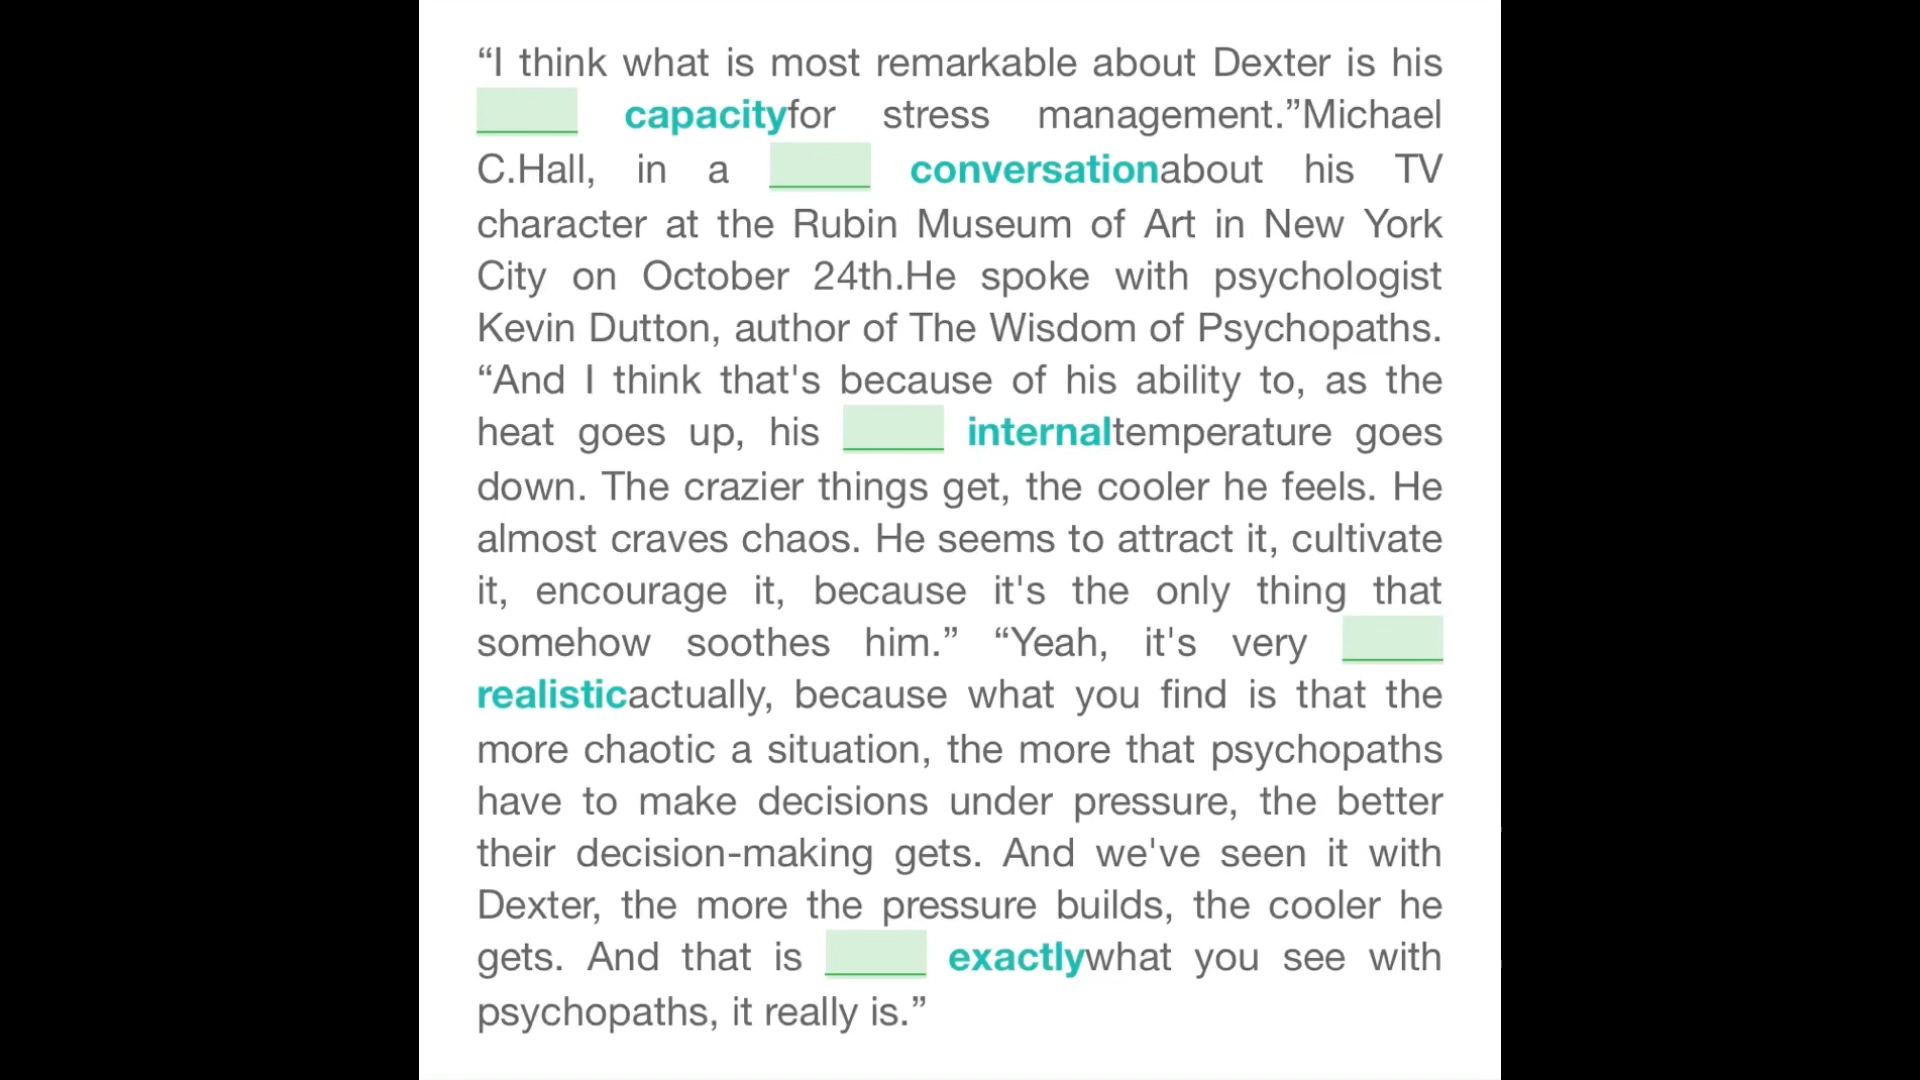 “I think what is most remarkable about Dexter is his
capacityfor stress management.”Michael
C.Hall, in a conversationabout his TV
character at the Rubin Museum of Art in New York
City on October 24th.He spoke with psychologist
Kevin Dutton, author of The Wisdom of Psychopaths.
“And I think that's because of his ability to, as the
heat goes up, his internaltemperature goes
down. The crazier things get, the cooler he feels. He
almost craves chaos. He seems to attract it, cultivate
it, encourage it, because it's the only thing that
somehow soothes him.” “Yeah, it's very
realisticactually, because what you find is that the
more chaotic a situation, the more that psychopaths
have to make decisions under pressure, the better
their decision-making gets. And we've seen it with
Dexter, the more the pressure builds, the cooler he
gets. And that is exactlywhat you see with
psychopaths, it really is.”